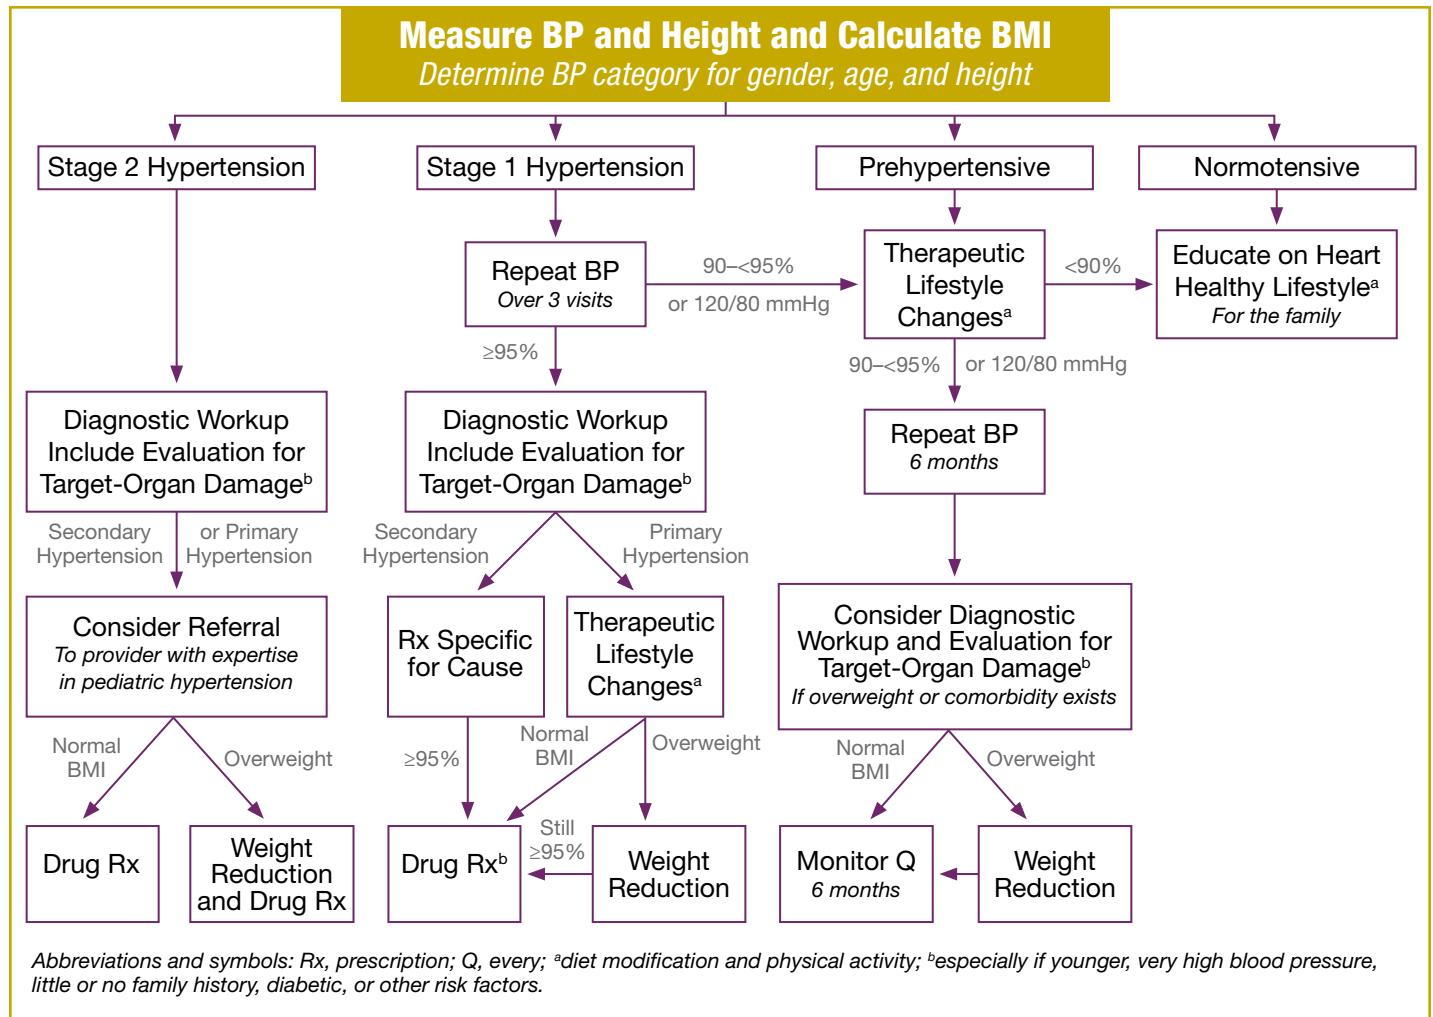 Measure BP and Height and Calculate BMI
Determine BP category for gender, age, and height
Stage 2 Hypertension
Stage 1 Hypertension
Prehypertensive
Normotensive
Repeat BP
Over 3 visits
90–<95%
or 120/80 mmHg
Therapeutic
Lifestyle
Changesᵃ
<90%
Educate on Heart
Healthy Lifestyleᵃ
For the family
≥95%
90–<95%
or 120/80 mmHg
Diagnostic Workup
Include Evaluation for
Target-Organ Damageᵇ
Diagnostic Workup
Include Evaluation for
Target-Organ Damageᵇ
Repeat BP
6 months
Secondary
Hypertension
or Primary
Hypertension
Secondary
Hypertension
Primary
Hypertension
Consider Referral
To provider with expertise
in pediatric hypertension
Rx Specific
for Cause
Therapeutic
Lifestyle
Changesᵃ
Consider Diagnostic
Workup and Evaluation for
Target-Organ Damageᵇ
If overweight or comorbidity exists
Normal
BMI
Overweight
≥95%
Normal
BMI
Overweight
Normal
BMI
Overweight
Drug Rx
Weight
Reduction
and Drug Rx
Drug Rxᵇ
Still
≥95%
Weight
Reduction
Monitor Q
6 months
Weight
Reduction
Abbreviations and symbols: Rx, prescription; Q, every; ᵃdiet modification and physical activity; ᵇespecially if younger, very high blood pressure,
little or no family history, diabetic, or other risk factors.